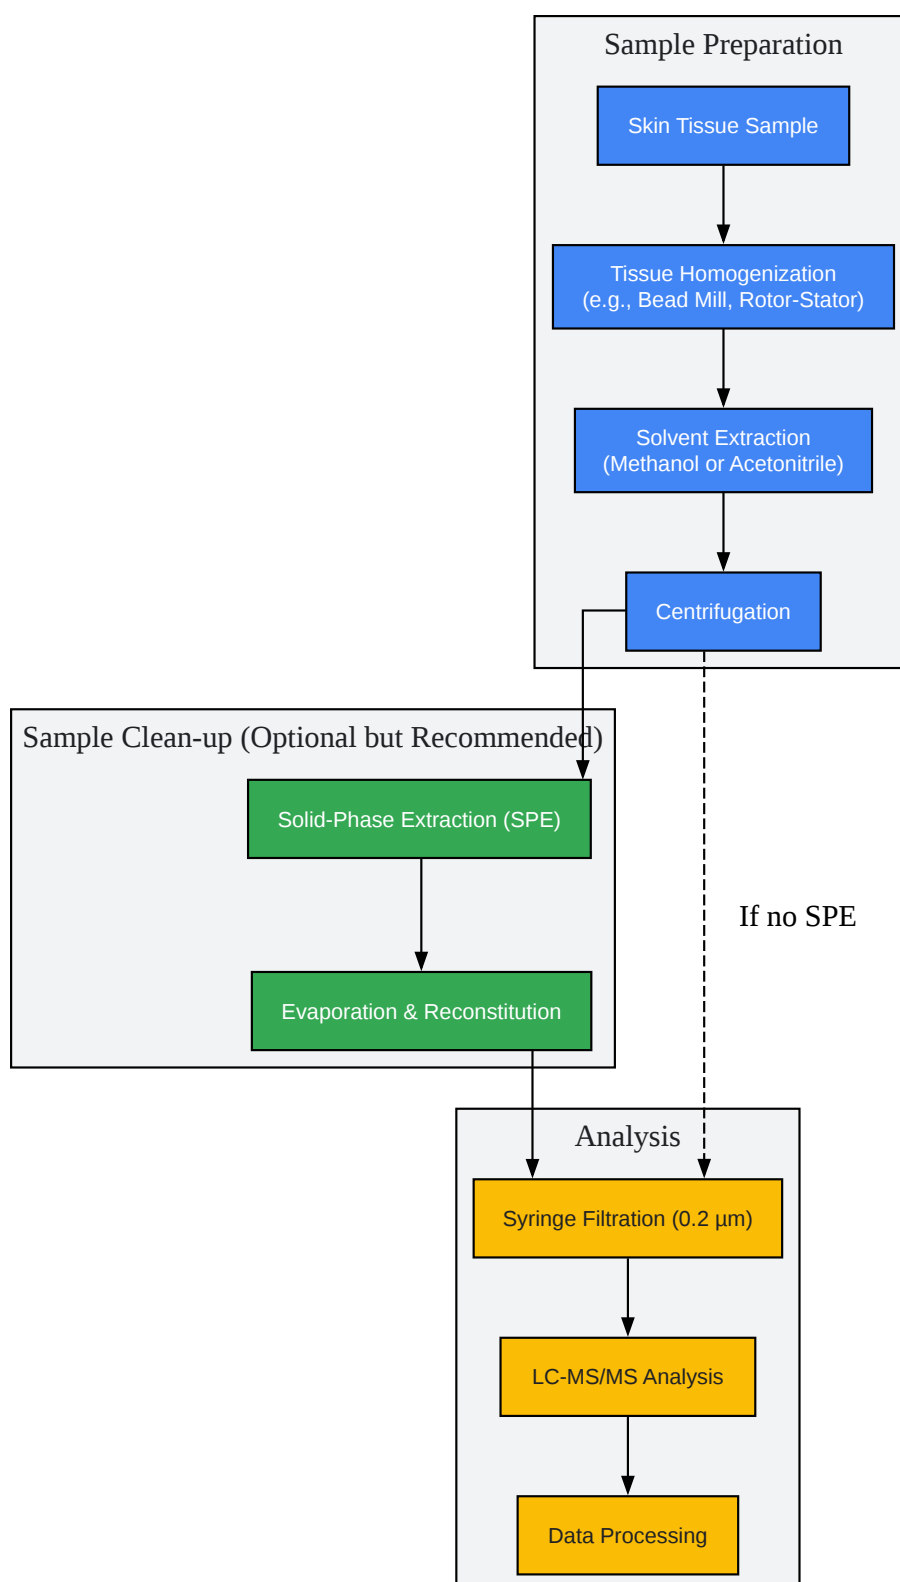 Sample Preparation
Skin Tissue Sample
Tissue Homogenization
(e.g., Bead Mill, Rotor-Stator)
Solvent Extraction
(Methanol or Acetonitrile)
Centrifugation
Sample Clean-up (Optional but Recommended)
Solid-Phase Extraction (SPE)
If no SPE
Evaporation & Reconstitution
Analysis
Syringe Filtration (0.2 µm)
LC-MS/MS Analysis
Data Processing